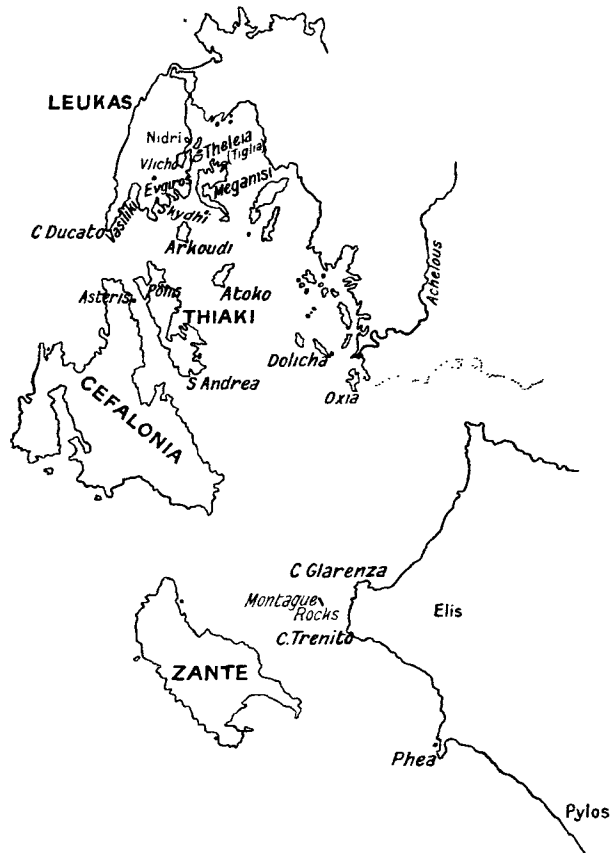 LEUKAS
Nidri
Theleia
(Tiglia)
Vlicho
Evgiros
Meganisi
Vasiliki
Skydhi
C Ducato
Arkoudi
Achelous
Asteris
Polis
Atoko
THIAKI
Dolicha
S Andrea
Oxia
CEFALONIA
C Glarenza
Montague
Rocks
Elis
C.Trenito
ZANTE
Phea
Pylos